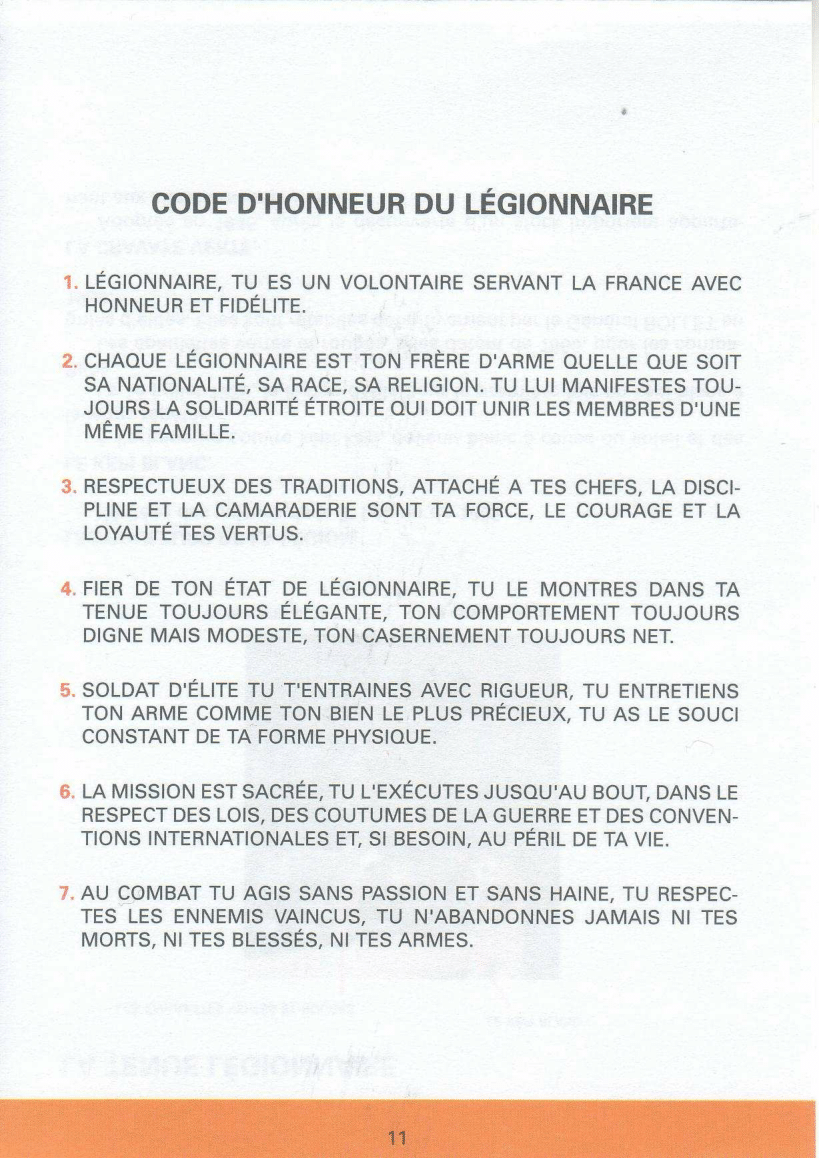 CODE D'HONNEUR DU LÉGIONNAIRE
1. LÉGIONNAIRE, TU ES UN VOLONTAIRE SERVANT LA FRANCE AVEC
HONNEUR ET FIDÉLITE.
2. CHAQUE LÉGIONNAIRE EST TON FRÈRE D'ARME QUELLE QUE SOIT
SA NATIONALITÉ, SA RACE, SA RELIGION. TU LUI MANIFESTES TOU-
JOURS LA SOLIDARITÉ ÉTROITE QUI DOIT UNIR LES MEMBRES D'UNE
MÊME FAMILLE.
3. RESPECTUEUX DES TRADITIONS, ATTACHÉ A TES CHEFS, LA DISCI-
PLINE ET LA CAMARADERIE SONT TA FORCE, LE COURAGE ET LA
LOYAUTÉ TES VERTUS.
4. FIER DE TON ÉTAT DE LÉGIONNAIRE, TU LE MONTRES DANS TA
TENUE TOUJOURS ÉLÉGANTE, TON COMPORTEMENT TOUJOURS
DIGNE MAIS MODESTE, TON CASERNEMENT TOUJOURS NET.
5. SOLDAT D'ÉLITE TU T'ENTRAINES AVEC RIGUEUR, TU ENTRETIENS
TON ARME COMME TON BIEN LE PLUS PRÉCIEUX, TU AS LE SOUCI
CONSTANT DE TA FORME PHYSIQUE.
6. LA MISSION EST SACRÉE, TU L'EXÉCUTES JUSQU'AU BOUT, DANS LE
RESPECT DES LOIS, DES COUTUMES DE LA GUERRE ET DES CONVEN-
TIONS INTERNATIONALES ET, SI BESOIN, AU PÉRIL DE TA VIE.
7. AU COMBAT TU AGIS SANS PASSION ET SANS HAINE, TU RESPEC-
TES LES ENNEMIS VAINCUS, TU N'ABANDONNES JAMAIS NI TES
MORTS, NI TES BLESSÉS, NI TES ARMES.
11